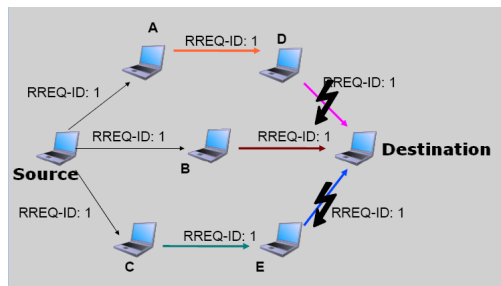 A
RREQ-ID: 1
D
RREQ-ID: 1
RREQ-ID: 1
RREQ-ID: 1
RREQ-ID: 1
Destination
Source
B
RREQ-ID: 1
RREQ-ID: 1
RREQ-ID: 1
C
E